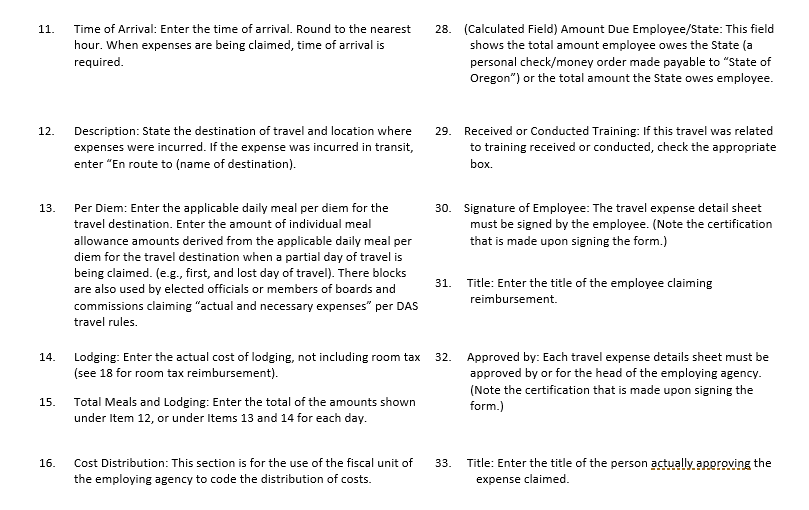 11. Time of Arrival: Enter the time of arrival. Round to the nearest
hour. When expenses are being claimed, time of arrival is
required.
12. Description: State the destination of travel and location where
expenses were incurred. If the expense was incurred in transit,
enter “En route to (name of destination).
13. Per Diem: Enter the applicable daily meal per diem for the
travel destination. Enter the amount of individual meal
allowance amounts derived from the applicable daily meal per
diem for the travel destination when a partial day of travel is
being claimed. (e.g., first, and lost day of travel). There blocks
are also used by elected officials or members of boards and
commissions claiming “actual and necessary expenses” per DAS
travel rules.
14. Lodging: Enter the actual cost of lodging, not including room tax
(see 18 for room tax reimbursement).
15. Total Meals and Lodging: Enter the total of the amounts shown
under Item 12, or under Items 13 and 14 for each day.
16. Cost Distribution: This section is for the use of the fiscal unit of
the employing agency to code the distribution of costs.
28. (Calculated Field) Amount Due Employee/State: This field
shows the total amount employee owes the State (a
personal check/money order made payable to “State of
Oregon”) or the total amount the State owes employee.
29. Received or Conducted Training: If this travel was related
to training received or conducted, check the appropriate
box.
30. Signature of Employee: The travel expense detail sheet
must be signed by the employee. (Note the certification
that is made upon signing the form.)
31. Title: Enter the title of the employee claiming
reimbursement.
32. Approved by: Each travel expense details sheet must be
approved by or for the head of the employing agency.
(Note the certification that is made upon signing the
form.)
33. Title: Enter the title of the person actually approving the
expense claimed.